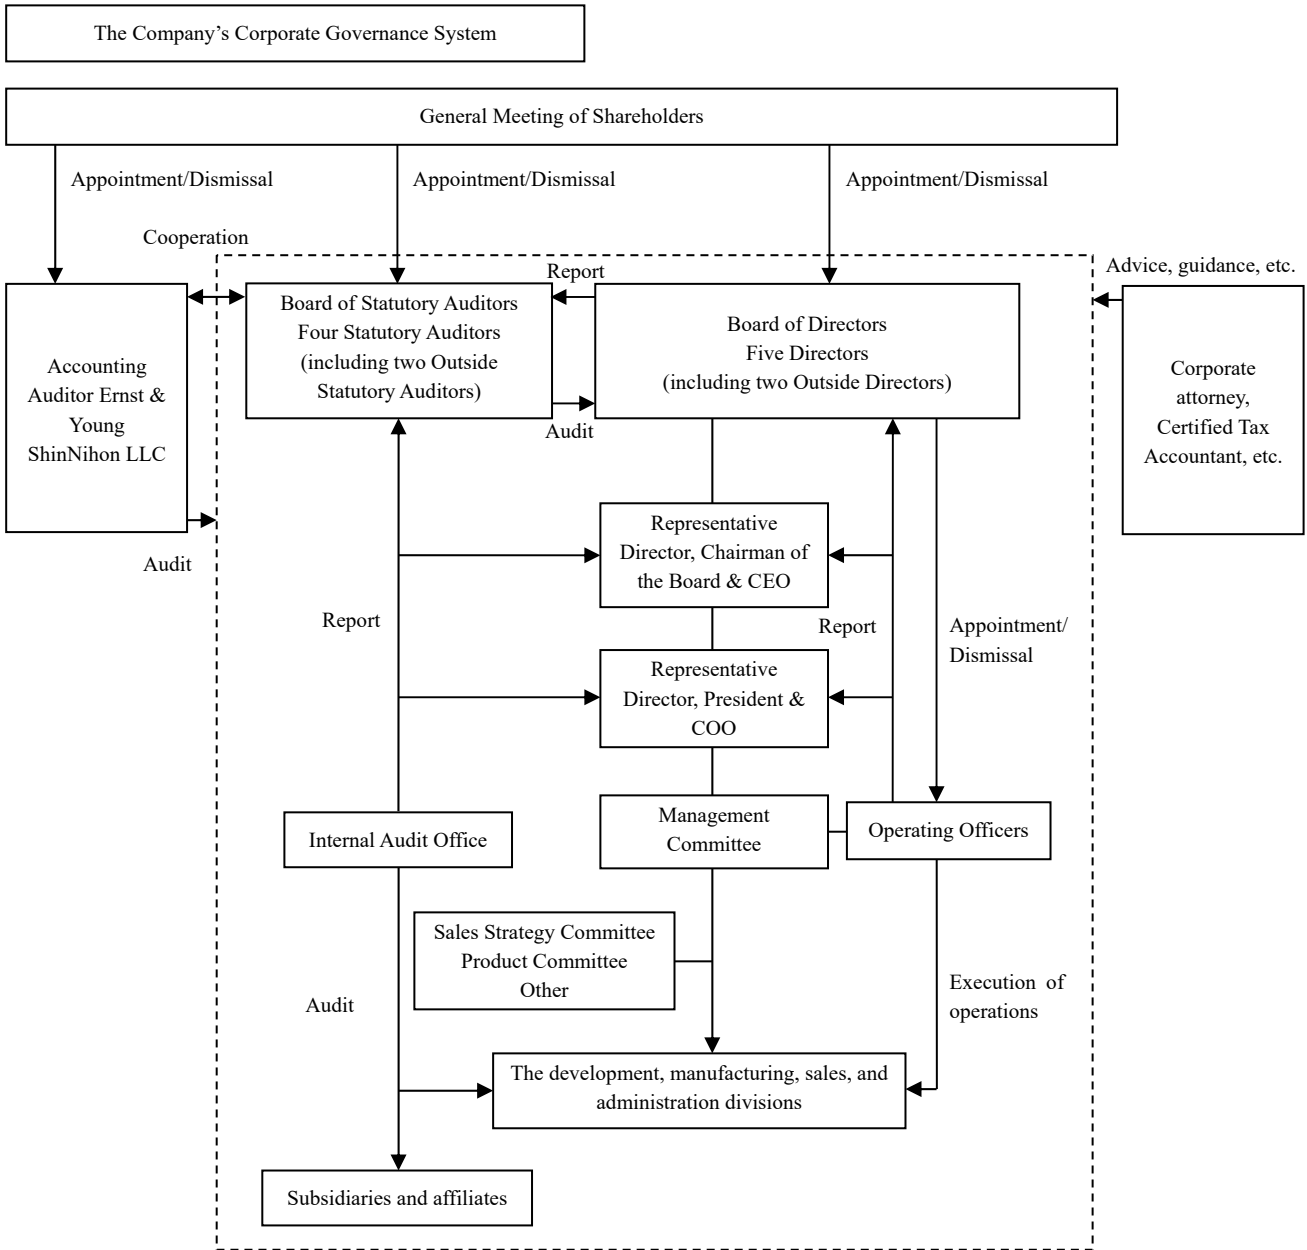 The Company’s Corporate Governance System
General Meeting of Shareholders
Appointment/Dismissal
Appointment/Dismissal
Appointment/Dismissal
Cooperation
Report
Advice, guidance, etc.
Accounting
Auditor Ernst &
Young
ShinNihon LLC
Board of Statutory Auditors
Four Statutory Auditors
(including two Outside
Statutory Auditors)
Board of Directors
Five Directors
(including two Outside Directors)
Corporate
attorney,
Certified Tax
Accountant, etc.
Audit
Audit
Representative
Director, Chairman of
the Board & CEO
Report
Report
Appointment/
Dismissal
Representative
Director, President &
COO
Internal Audit Office
Management
Committee
Operating Officers
Sales Strategy Committee
Product Committee
Other
Audit
Execution of
operations
The development, manufacturing, sales, and
administration divisions
Subsidiaries and affiliates